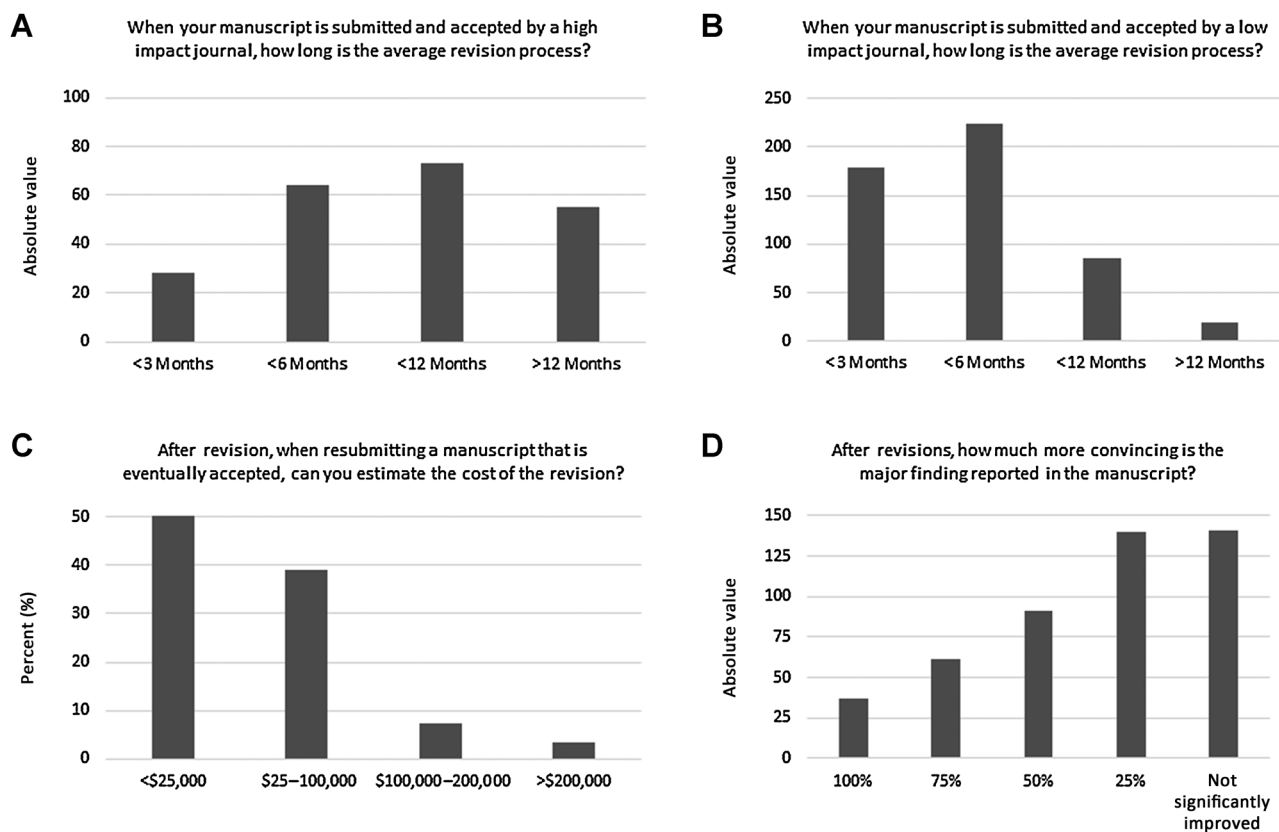 A
When your manuscript is submitted and accepted by a high
impact journal, how long is the average revision process?
Absolute value
100
80
60
40
20
0
<3 Months
<6 Months
<12 Months
>12 Months
B
When your manuscript is submitted and accepted by a low
impact journal, how long is the average revision process?
Absolute value
250
200
150
100
50
0
<3 Months
<6 Months
<12 Months
>12 Months
C
After revision, when resubmitting a manuscript that is
eventually accepted, can you estimate the cost of the revision?
Percent (%)
50
40
30
20
10
0
<$25,000
$25–100,000
$100,000–200,000
>$200,000
D
After revisions, how much more convincing is the
major finding reported in the manuscript?
Absolute value
150
125
100
75
50
25
0
100%
75%
50%
25%
Not
significantly
improved